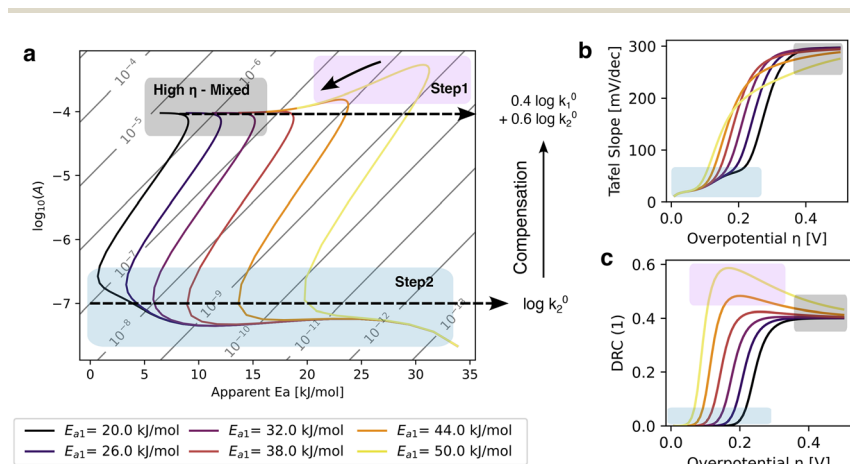 a
High η - Mixed
Step1
Step2
10⁻⁴
10⁻⁵
10⁻⁶
10⁻⁷
10⁻⁸
10⁻⁹
10⁻¹⁰
10⁻¹¹
10⁻¹²
−4
−5
−6
−7
log₁₀(A)
0 5 10 15 20 25 30 35
Apparent Ea [kJ/mol]
0.4 log k₁⁰
+ 0.6 log k₂⁰
Compensation
log k₂⁰
b
300
200
100
0
Tafel Slope [mV/dec]
0.0 0.2 0.4
Overpotential η [V]
c
0.6
0.4
0.2
0.0
DRC (1)
0.0 0.2 0.4
Overpotential η [V]
Eₐ₁= 20.0 kJ/mol Eₐ₁= 32.0 kJ/mol Eₐ₁= 44.0 kJ/mol
Eₐ₁= 26.0 kJ/mol Eₐ₁= 38.0 kJ/mol Eₐ₁= 50.0 kJ/mol